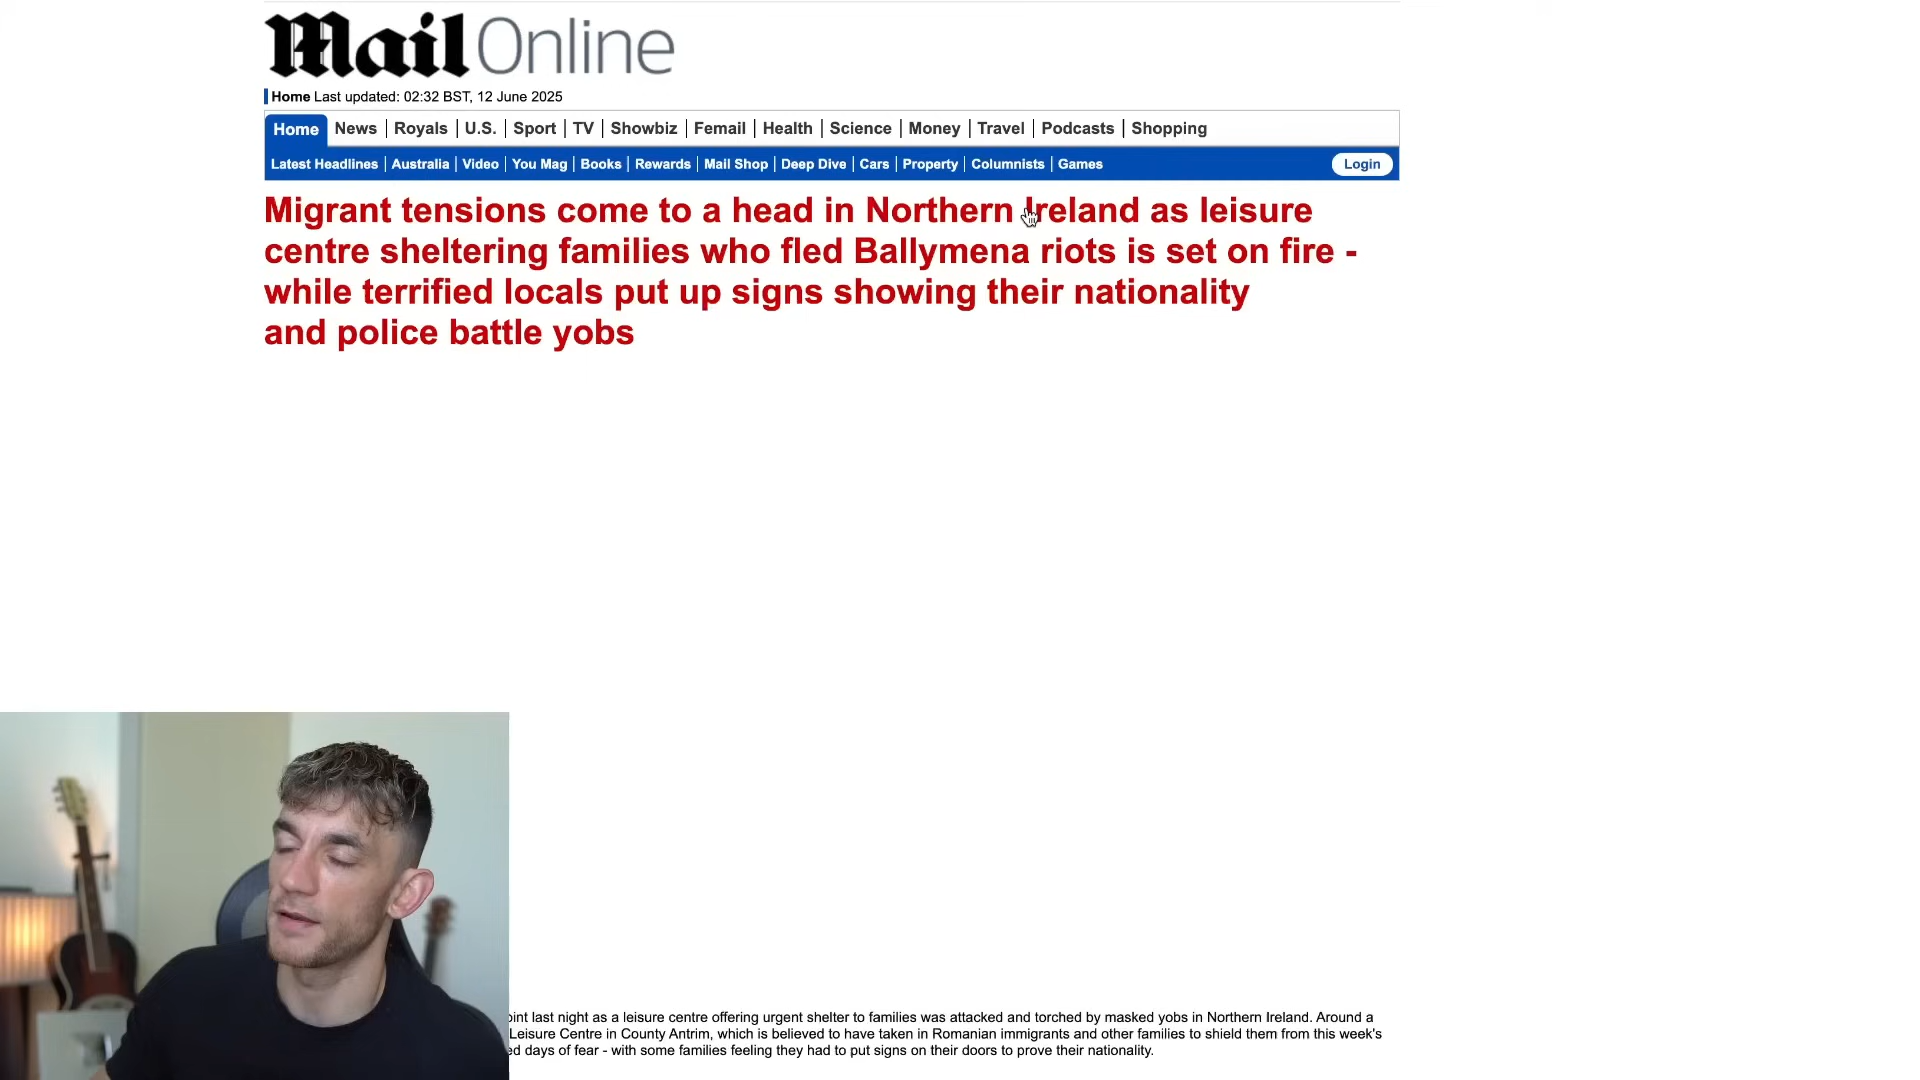 Mail Online
Home Last updated: 02:32 BST, 12 June 2025
Home News Royals U.S. Sport TV Showbiz Femail Health Science Money Travel Podcasts Shopping
Latest Headlines Australia Video You Mag Books Rewards Mail Shop Deep Dive Cars Property Columnists Games Login
Migrant tensions come to a head in Northern Ireland as leisure
centre sheltering families who fled Ballymena riots is set on fire -
while terrified locals put up signs showing their nationality
and police battle yobs
last night as a leisure centre offering urgent shelter to families was attacked and torched by masked yobs in Northern Ireland. Around a
Leisure Centre in County Antrim, which is believed to have taken in Romanian immigrants and other families to shield them from this week's
days of fear - with some families feeling they had to put signs on their doors to prove their nationality.